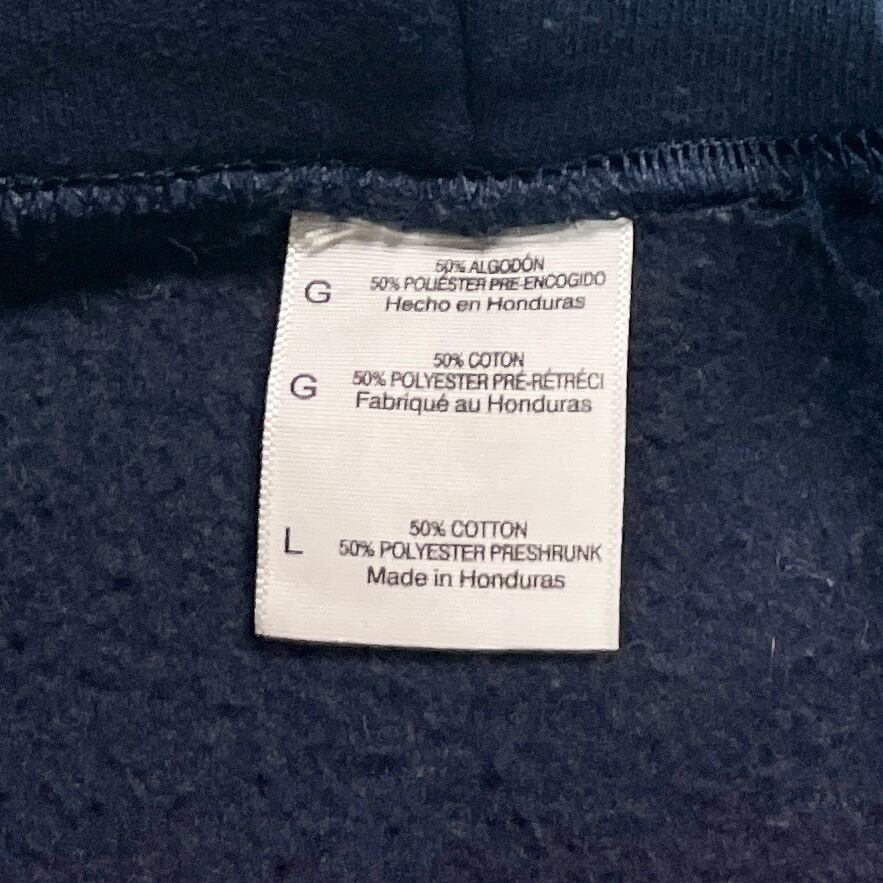 50% ALGODÓN
G 50% POLIÉSTER PRE-ENCOGIDO
Hecho en Honduras
50% COTON
G 50% POLYESTER PRÉ-RÉTRÉCI
Fabriqué au Honduras
50% COTTON
L 50% POLYESTER PRESHRUNK
Made in Honduras